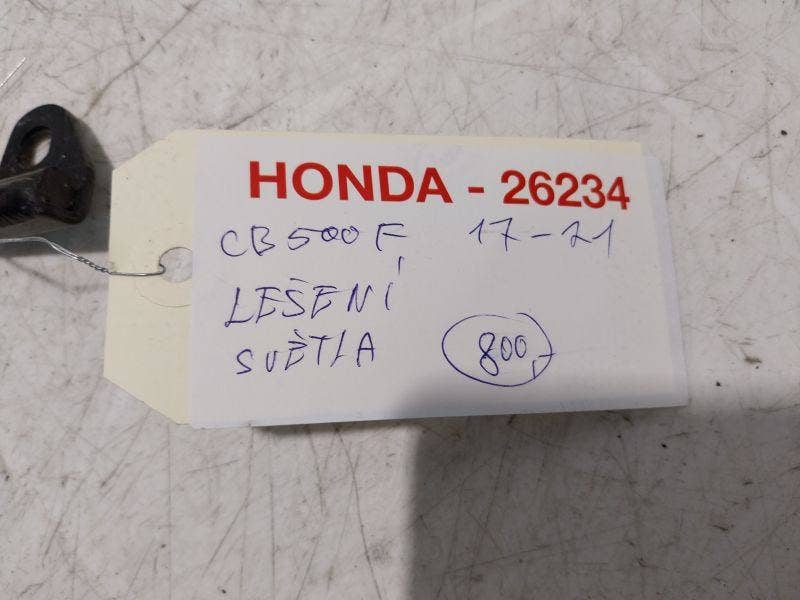 HONDA - 26234
CB500F 17-21
LEŠENÍ
SVĚTLA 800,-